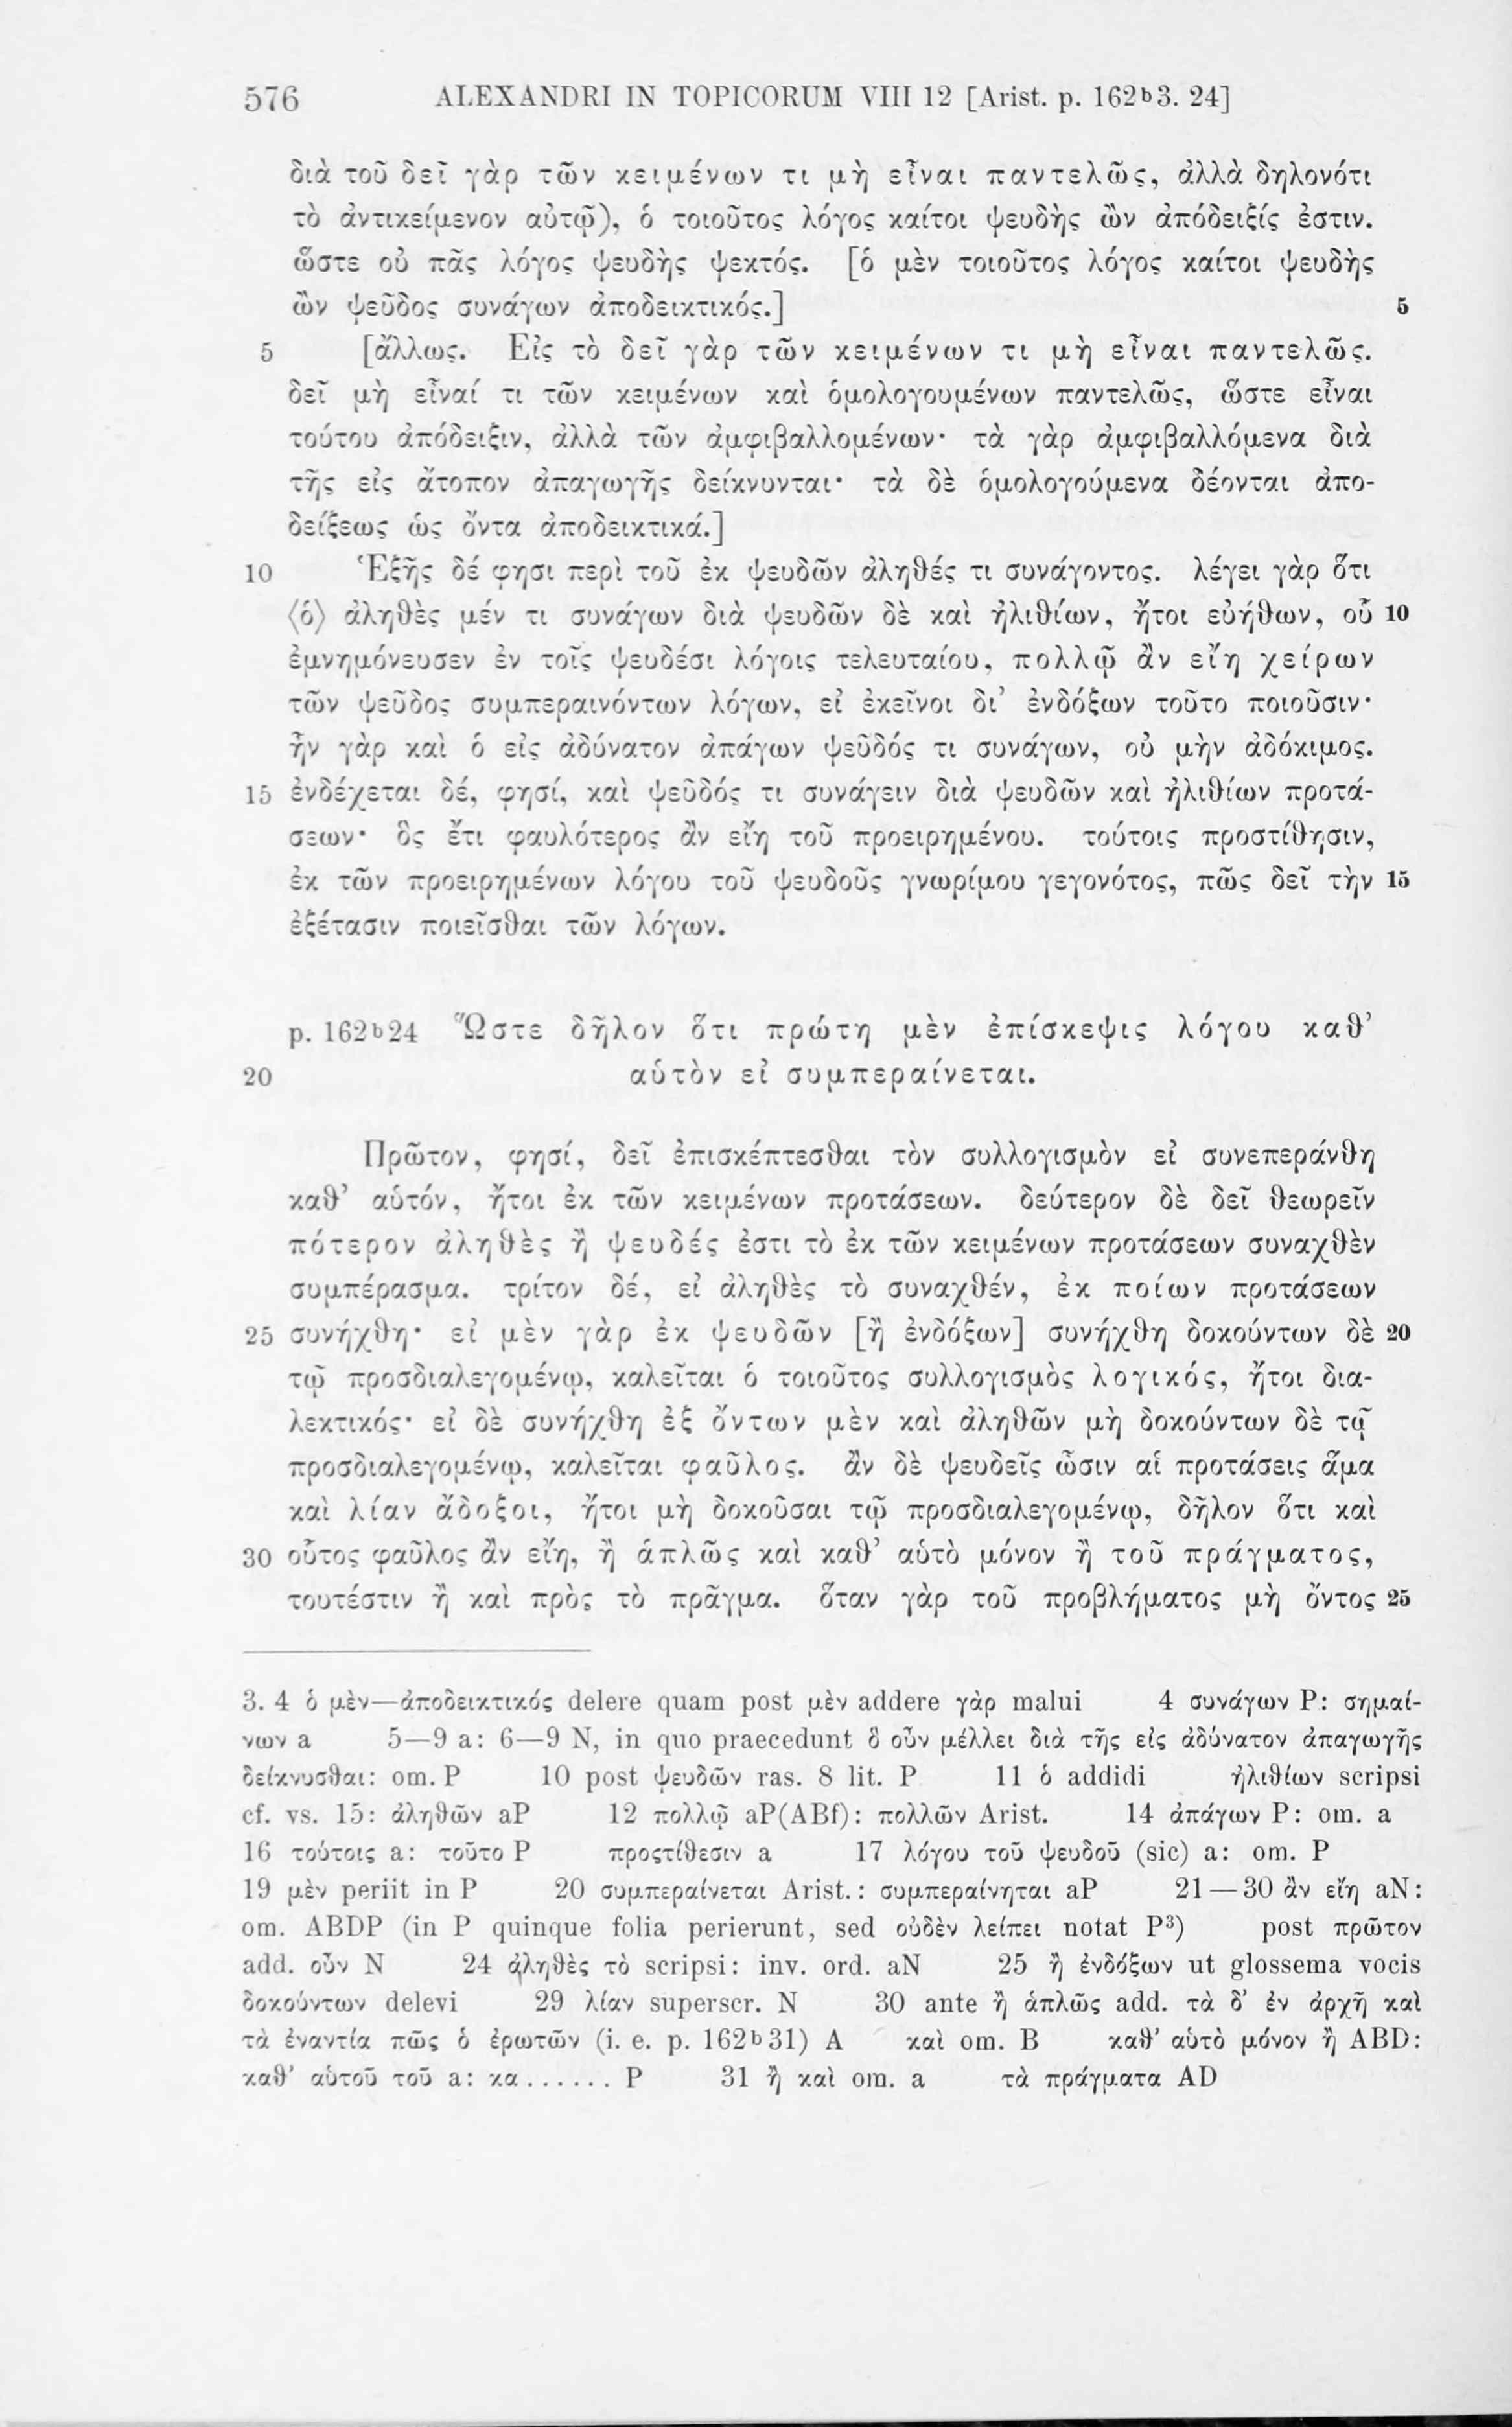 576 ALEXANDRI IN TOPICORUM VIII 12 [Arist. p. 162b3. 24]
διὰ τοῦ δεῖ γὰρ τῶν κειμένων τι μὴ εἶναι παντελῶς, ἀλλὰ δηλονότι
τὸ ἀντικείμενον αὐτῷ), ὁ τοιοῦτος λόγος καίτοι ψευδὴς ὢν ἀπόδειξίς ἐστιν.
ὥστε οὐ πᾶς λόγος ψευδὴς ψεκτός. [ὁ μὲν τοιοῦτος λόγος καίτοι ψευδὴς
ὢν ψεῦδος συνάγων ἀποδεικτικός.] 5
5 [ἄλλως. Εἰς τὸ δεῖ γὰρ τῶν κειμένων τι μὴ εἶναι παντελῶς.
δεῖ μὴ εἶναί τι τῶν κειμένων καὶ ὁμολογουμένων παντελῶς, ὥστε εἶναι
τούτου ἀπόδειξιν, ἀλλὰ τῶν ἀμφιβαλλομένων· τὰ γὰρ ἀμφιβαλλόμενα διὰ
τῆς εἰς ἄτοπον ἀπαγωγῆς δείκνυνται· τὰ δὲ ὁμολογούμενα δέονται ἀπο-
δείξεως ὡς ὄντα ἀποδεικτικά.]
10 Ἑξῆς δέ φησι περὶ τοῦ ἐκ ψευδῶν ἀληθές τι συνάγοντος. λέγει γὰρ ὅτι
⟨ὁ⟩ ἀληθὲς μέν τι συνάγων διὰ ψευδῶν δὲ καὶ ἠλιθίων, ἤτοι εὐήθων, οὗ 10
ἐμνημόνευσεν ἐν τοῖς ψευδέσι λόγοις τελευταίου, πολλῷ ἂν εἴη χείρων
τῶν ψεῦδος συμπεραινόντων λόγων, εἰ ἐκεῖνοι δι’ ἐνδόξων τοῦτο ποιοῦσιν·
ἦν γὰρ καὶ ὁ εἰς ἀδύνατον ἀπάγων ψεῦδός τι συνάγων, οὐ μὴν ἀδόκιμος.
15 ἐνδέχεται δέ, φησί, καὶ ψεῦδός τι συνάγειν διὰ ψευδῶν καὶ ἠλιθίων προτά-
σεων· ὃς ἔτι φαυλότερος ἂν εἴη τοῦ προειρημένου. τούτοις προστίθησιν,
ἐκ τῶν προειρημένων λόγου τοῦ ψευδοῦς γνωρίμου γεγονότος, πῶς δεῖ τὴν 15
ἐξέτασιν ποιεῖσθαι τῶν λόγων.
p. 162b24 Ὥστε δῆλον ὅτι πρώτη μὲν ἐπίσκεψις λόγου καθ’
20 αὑτὸν εἰ συμπεραίνεται.
Πρῶτον, φησί, δεῖ ἐπισκέπτεσθαι τὸν συλλογισμὸν εἰ συνεπεράνθη
καθ’ αὑτόν, ἤτοι ἐκ τῶν κειμένων προτάσεων. δεύτερον δὲ δεῖ θεωρεῖν
πότερον ἀληθὲς ἢ ψευδές ἐστι τὸ ἐκ τῶν κειμένων προτάσεων συναχθὲν
συμπέρασμα. τρίτον δέ, εἰ ἀληθὲς τὸ συναχθέν, ἐκ ποίων προτάσεων
25 συνήχθη· εἰ μὲν γὰρ ἐκ ψευδῶν [ἢ ἐνδόξων] συνήχθη δοκούντων δὲ 20
τῷ προσδιαλεγομένῳ, καλεῖται ὁ τοιοῦτος συλλογισμὸς λογικός, ἤτοι δια-
λεκτικός· εἰ δὲ συνήχθη ἐξ ὄντων μὲν καὶ ἀληθῶν μὴ δοκούντων δὲ τῷ
προσδιαλεγομένῳ, καλεῖται φαῦλος. ἂν δὲ ψευδεῖς ὦσιν αἱ προτάσεις ἅμα
καὶ λίαν ἄδοξοι, ἤτοι μὴ δοκοῦσαι τῷ προσδιαλεγομένῳ, δῆλον ὅτι καὶ
30 οὗτος φαῦλος ἂν εἴη, ἢ ἁπλῶς καὶ καθ’ αὑτὸ μόνον ἢ τοῦ πράγματος,
τουτέστιν ἢ καὶ πρὸς τὸ πρᾶγμα. ὅταν γὰρ τοῦ προβλήματος μὴ ὄντος 25
3. 4 ὁ μὲν—ἀποδεικτικός delere quam post μὲν addere γὰρ malui 4 συνάγων P: σημαί-
νων a 5—9 a: 6—9 N, in quo praecedunt ὃ οὖν μέλλει διὰ τῆς εἰς ἀδύνατον ἀπαγωγῆς
δείκνυσθαι: om. P 10 post ψευδῶν ras. 8 lit. P 11 ὁ addidi ἠλιθίων scripsi
cf. vs. 15: ἀληθῶν aP 12 πολλῷ aP(ABf): πολλῶν Arist. 14 ἀπάγων P: om. a
16 τούτοις a: τοῦτο P προςτίθεσιν a 17 λόγου τοῦ ψευδοῦ (sic) a: om. P
19 μὲν periit in P 20 συμπεραίνεται Arist.: συμπεραίνηται aP 21—30 ἂν εἴη aN:
om. ABDP (in P quinque folia perierunt, sed οὐδὲν λείπει notat P³) post πρῶτον
add. οὖν N 24 ἀληθὲς τὸ scripsi: inv. ord. aN 25 ἢ ἐνδόξων ut glossema vocis
δοκούντων delevi 29 λίαν superscr. N 30 ante ἢ ἁπλῶς add. τὰ δ’ ἐν ἀρχῇ καὶ
τὰ ἐναντία πῶς ὁ ἐρωτῶν (i. e. p. 162b31) A καὶ om. B καθ’ αὑτὸ μόνον ἢ ABD:
καθ’ αὑτοῦ τοῦ a: κα...... P 31 ἢ καὶ om. a τὰ πράγματα AD